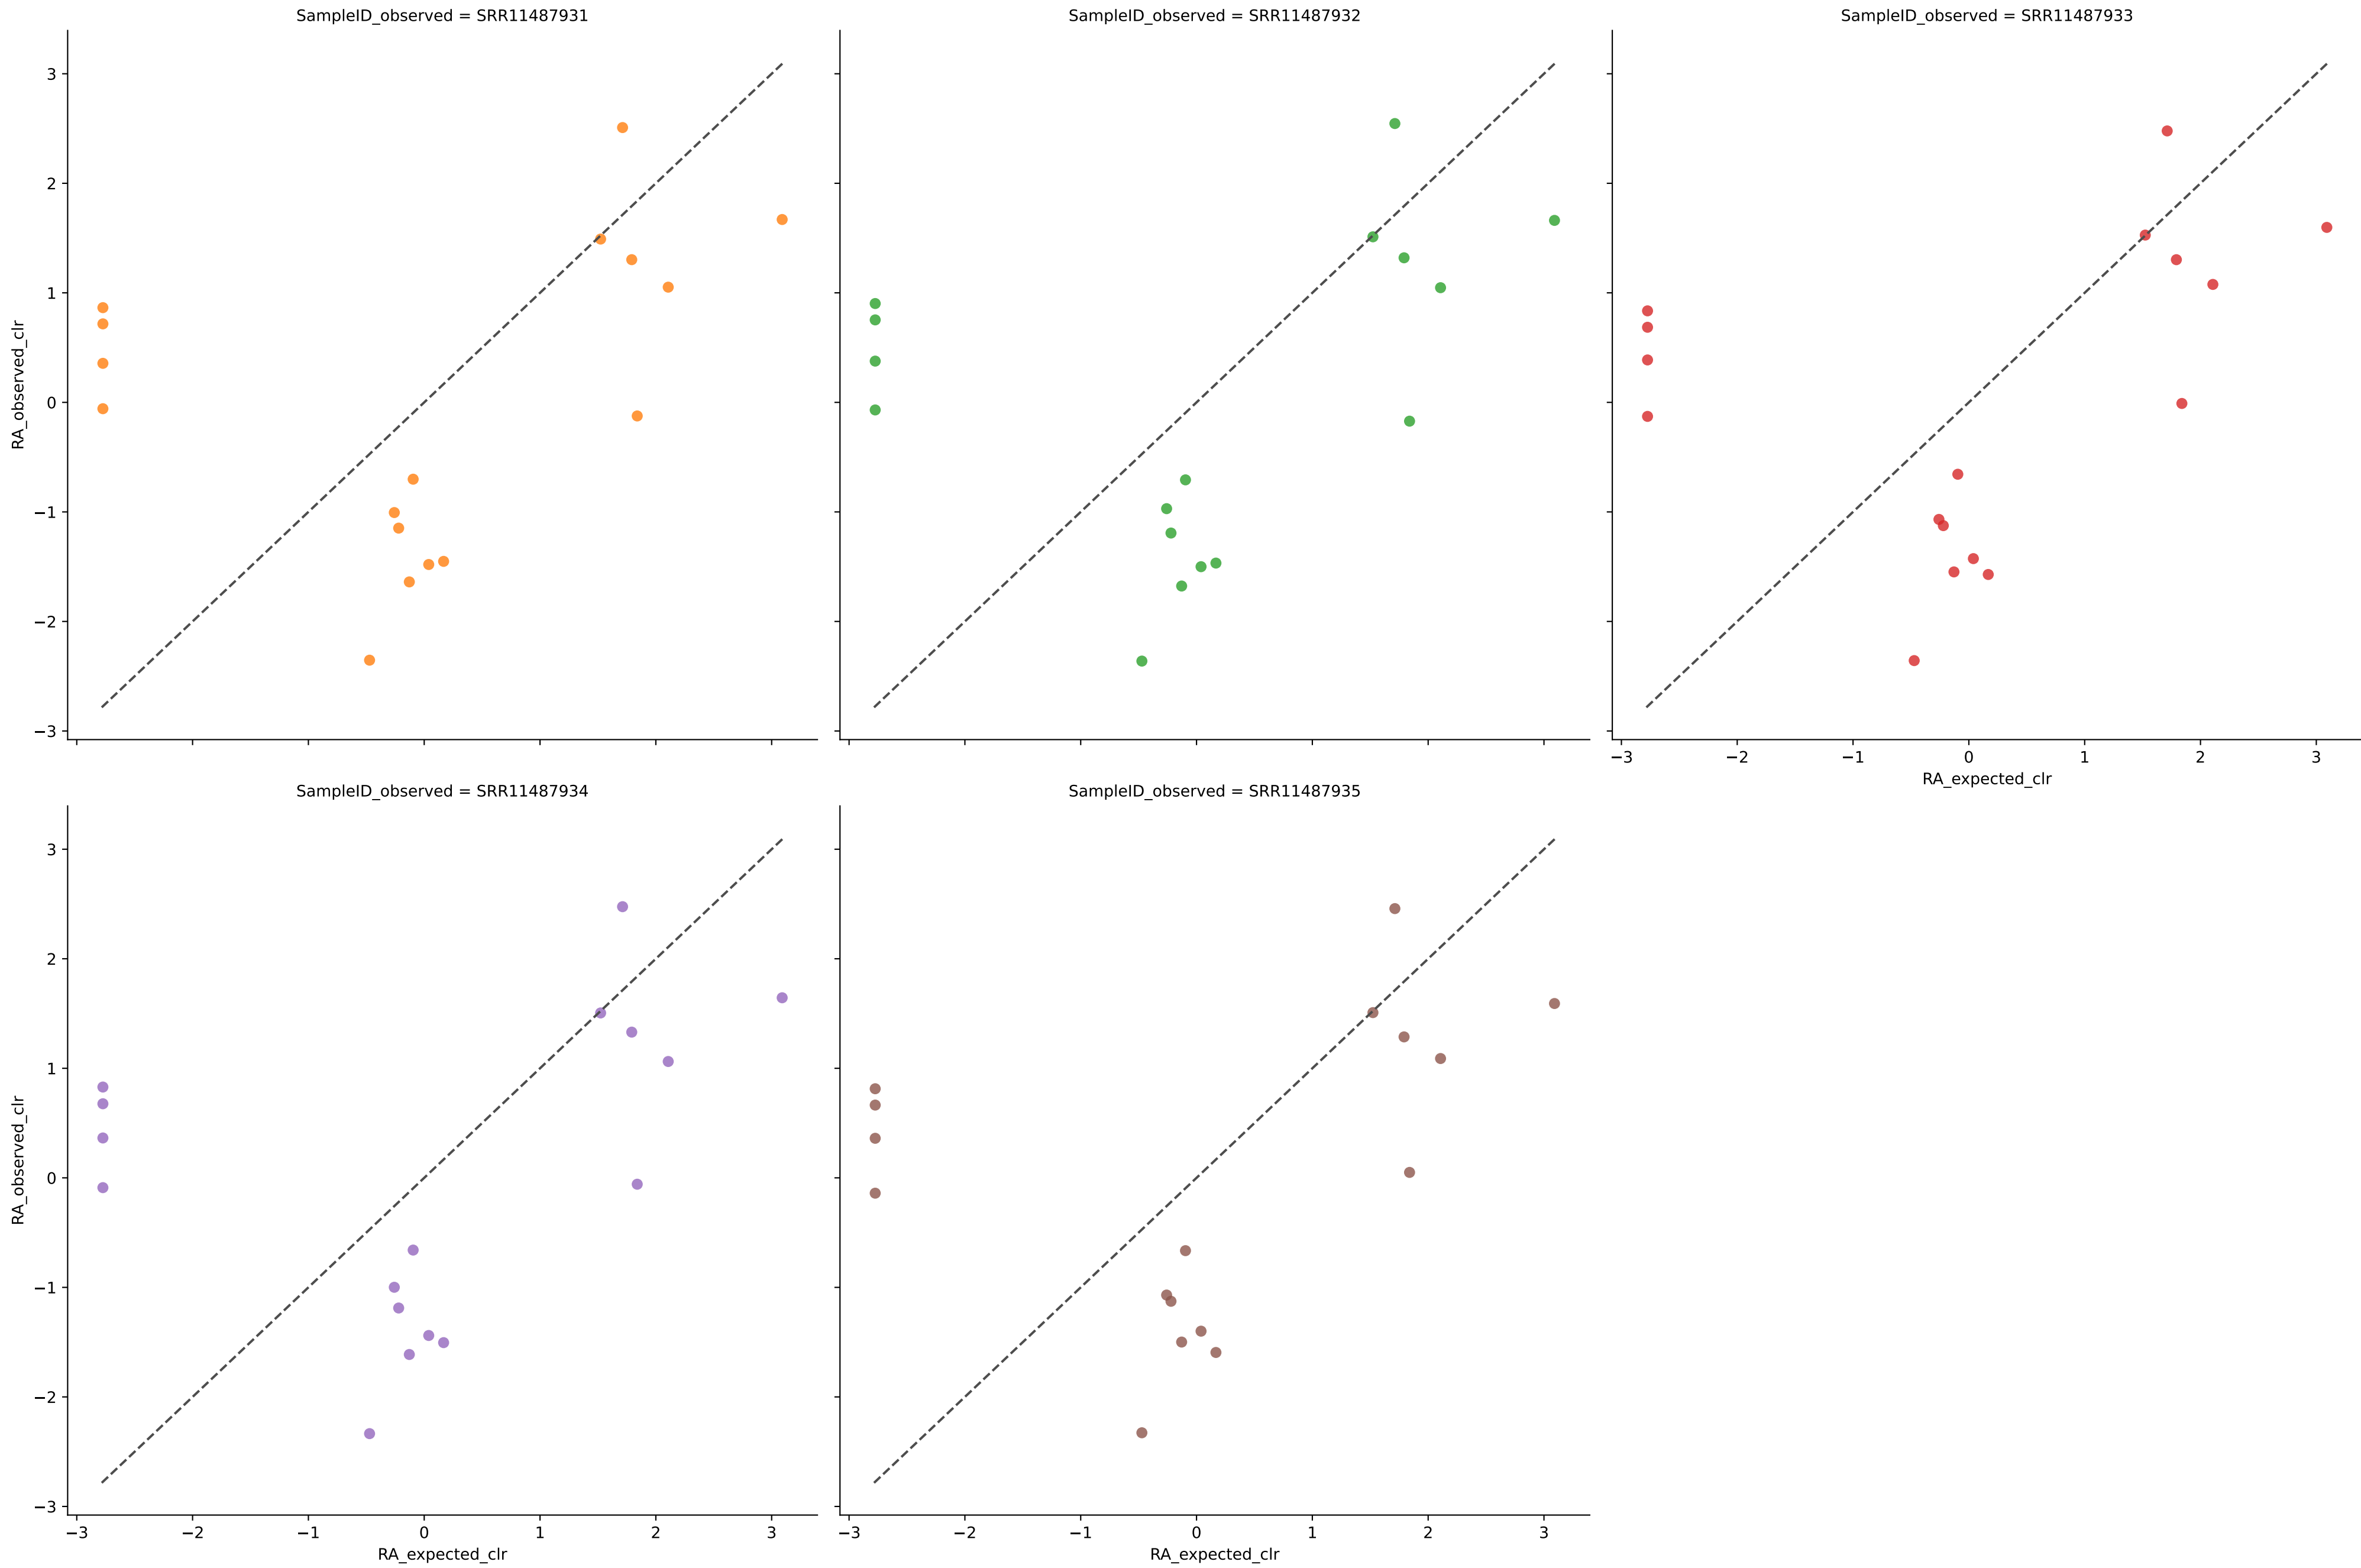 SampleID_observed = SRR11487931
SampleID_observed = SRR11487932
SampleID_observed = SRR11487933
3
2
1
0
−1
−2
−3
RA_observed_clr
−3 −2 −1 0 1 2 3
RA_expected_clr
SampleID_observed = SRR11487934
SampleID_observed = SRR11487935
3
2
1
0
−1
−2
−3
RA_observed_clr
−3 −2 −1 0 1 2 3
−3 −2 −1 0 1 2 3
RA_expected_clr
RA_expected_clr